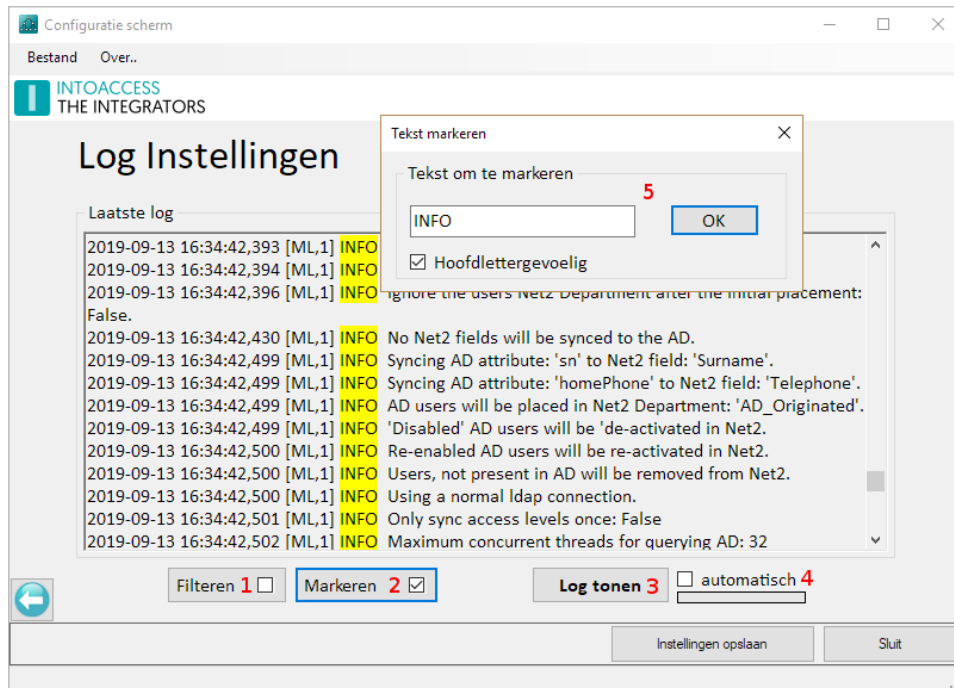 Configuratie scherm
Bestand Over..
INTOACCESS
THE INTEGRATORS
Log Instellingen
Tekst markeren
Tekst om te markeren
5
INFO
OK
Hoofdlettergevoelig
Laatste log
2019-09-13 16:34:42,393 [ML,1] INFO
2019-09-13 16:34:42,394 [ML,1] INFO
2019-09-13 16:34:42,396 [ML,1] INFO Ignore the users Net2 Department after the initial placement:
False.
2019-09-13 16:34:42,430 [ML,1] INFO No Net2 fields will be synced to the AD.
2019-09-13 16:34:42,499 [ML,1] INFO Syncing AD attribute: 'sn' to Net2 field: 'Surname'.
2019-09-13 16:34:42,499 [ML,1] INFO Syncing AD attribute: 'homePhone' to Net2 field: 'Telephone'.
2019-09-13 16:34:42,499 [ML,1] INFO AD users will be placed in Net2 Department: 'AD_Originated'.
2019-09-13 16:34:42,499 [ML,1] INFO 'Disabled' AD users will be 'de-activated in Net2.
2019-09-13 16:34:42,500 [ML,1] INFO Re-enabled AD users will be re-activated in Net2.
2019-09-13 16:34:42,500 [ML,1] INFO Users, not present in AD will be removed from Net2.
2019-09-13 16:34:42,500 [ML,1] INFO Using a normal ldap connection.
2019-09-13 16:34:42,501 [ML,1] INFO Only sync access levels once: False
2019-09-13 16:34:42,502 [ML,1] INFO Maximum concurrent threads for querying AD: 32
Filteren 1 Markeren 2 Log tonen 3 automatisch 4
Instellingen opslaan Sluit